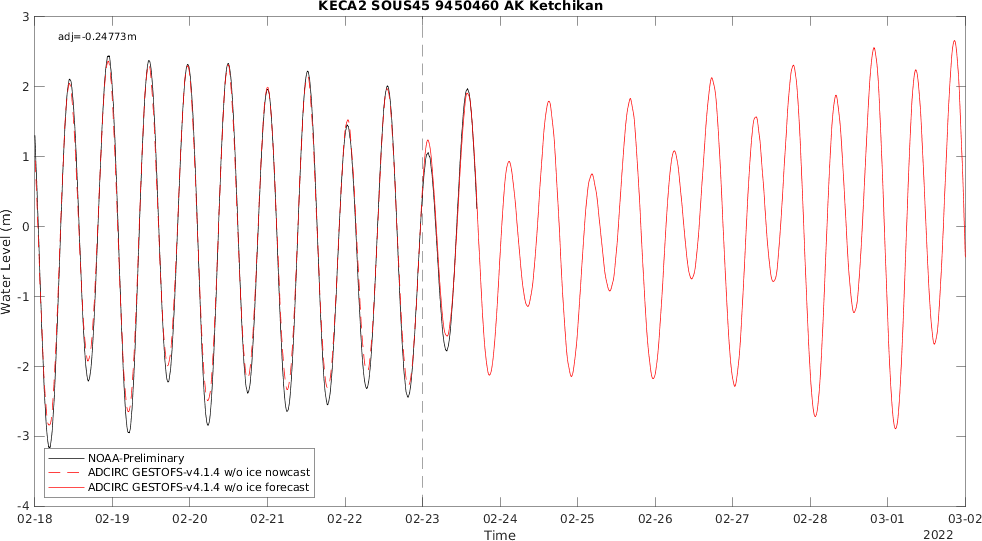 KECA2 SOUS45 9450460 AK Ketchikan
adj=-0.24773m
3
2
1
0
-1
-2
-3
-4
Water Level (m)
NOAA-Preliminary
ADCIRC GESTOFS-v4.1.4 w/o ice nowcast
ADCIRC GESTOFS-v4.1.4 w/o ice forecast
02-18 02-19 02-20 02-21 02-22 02-23 02-24 02-25 02-26 02-27 02-28 03-01 03-02
Time
2022